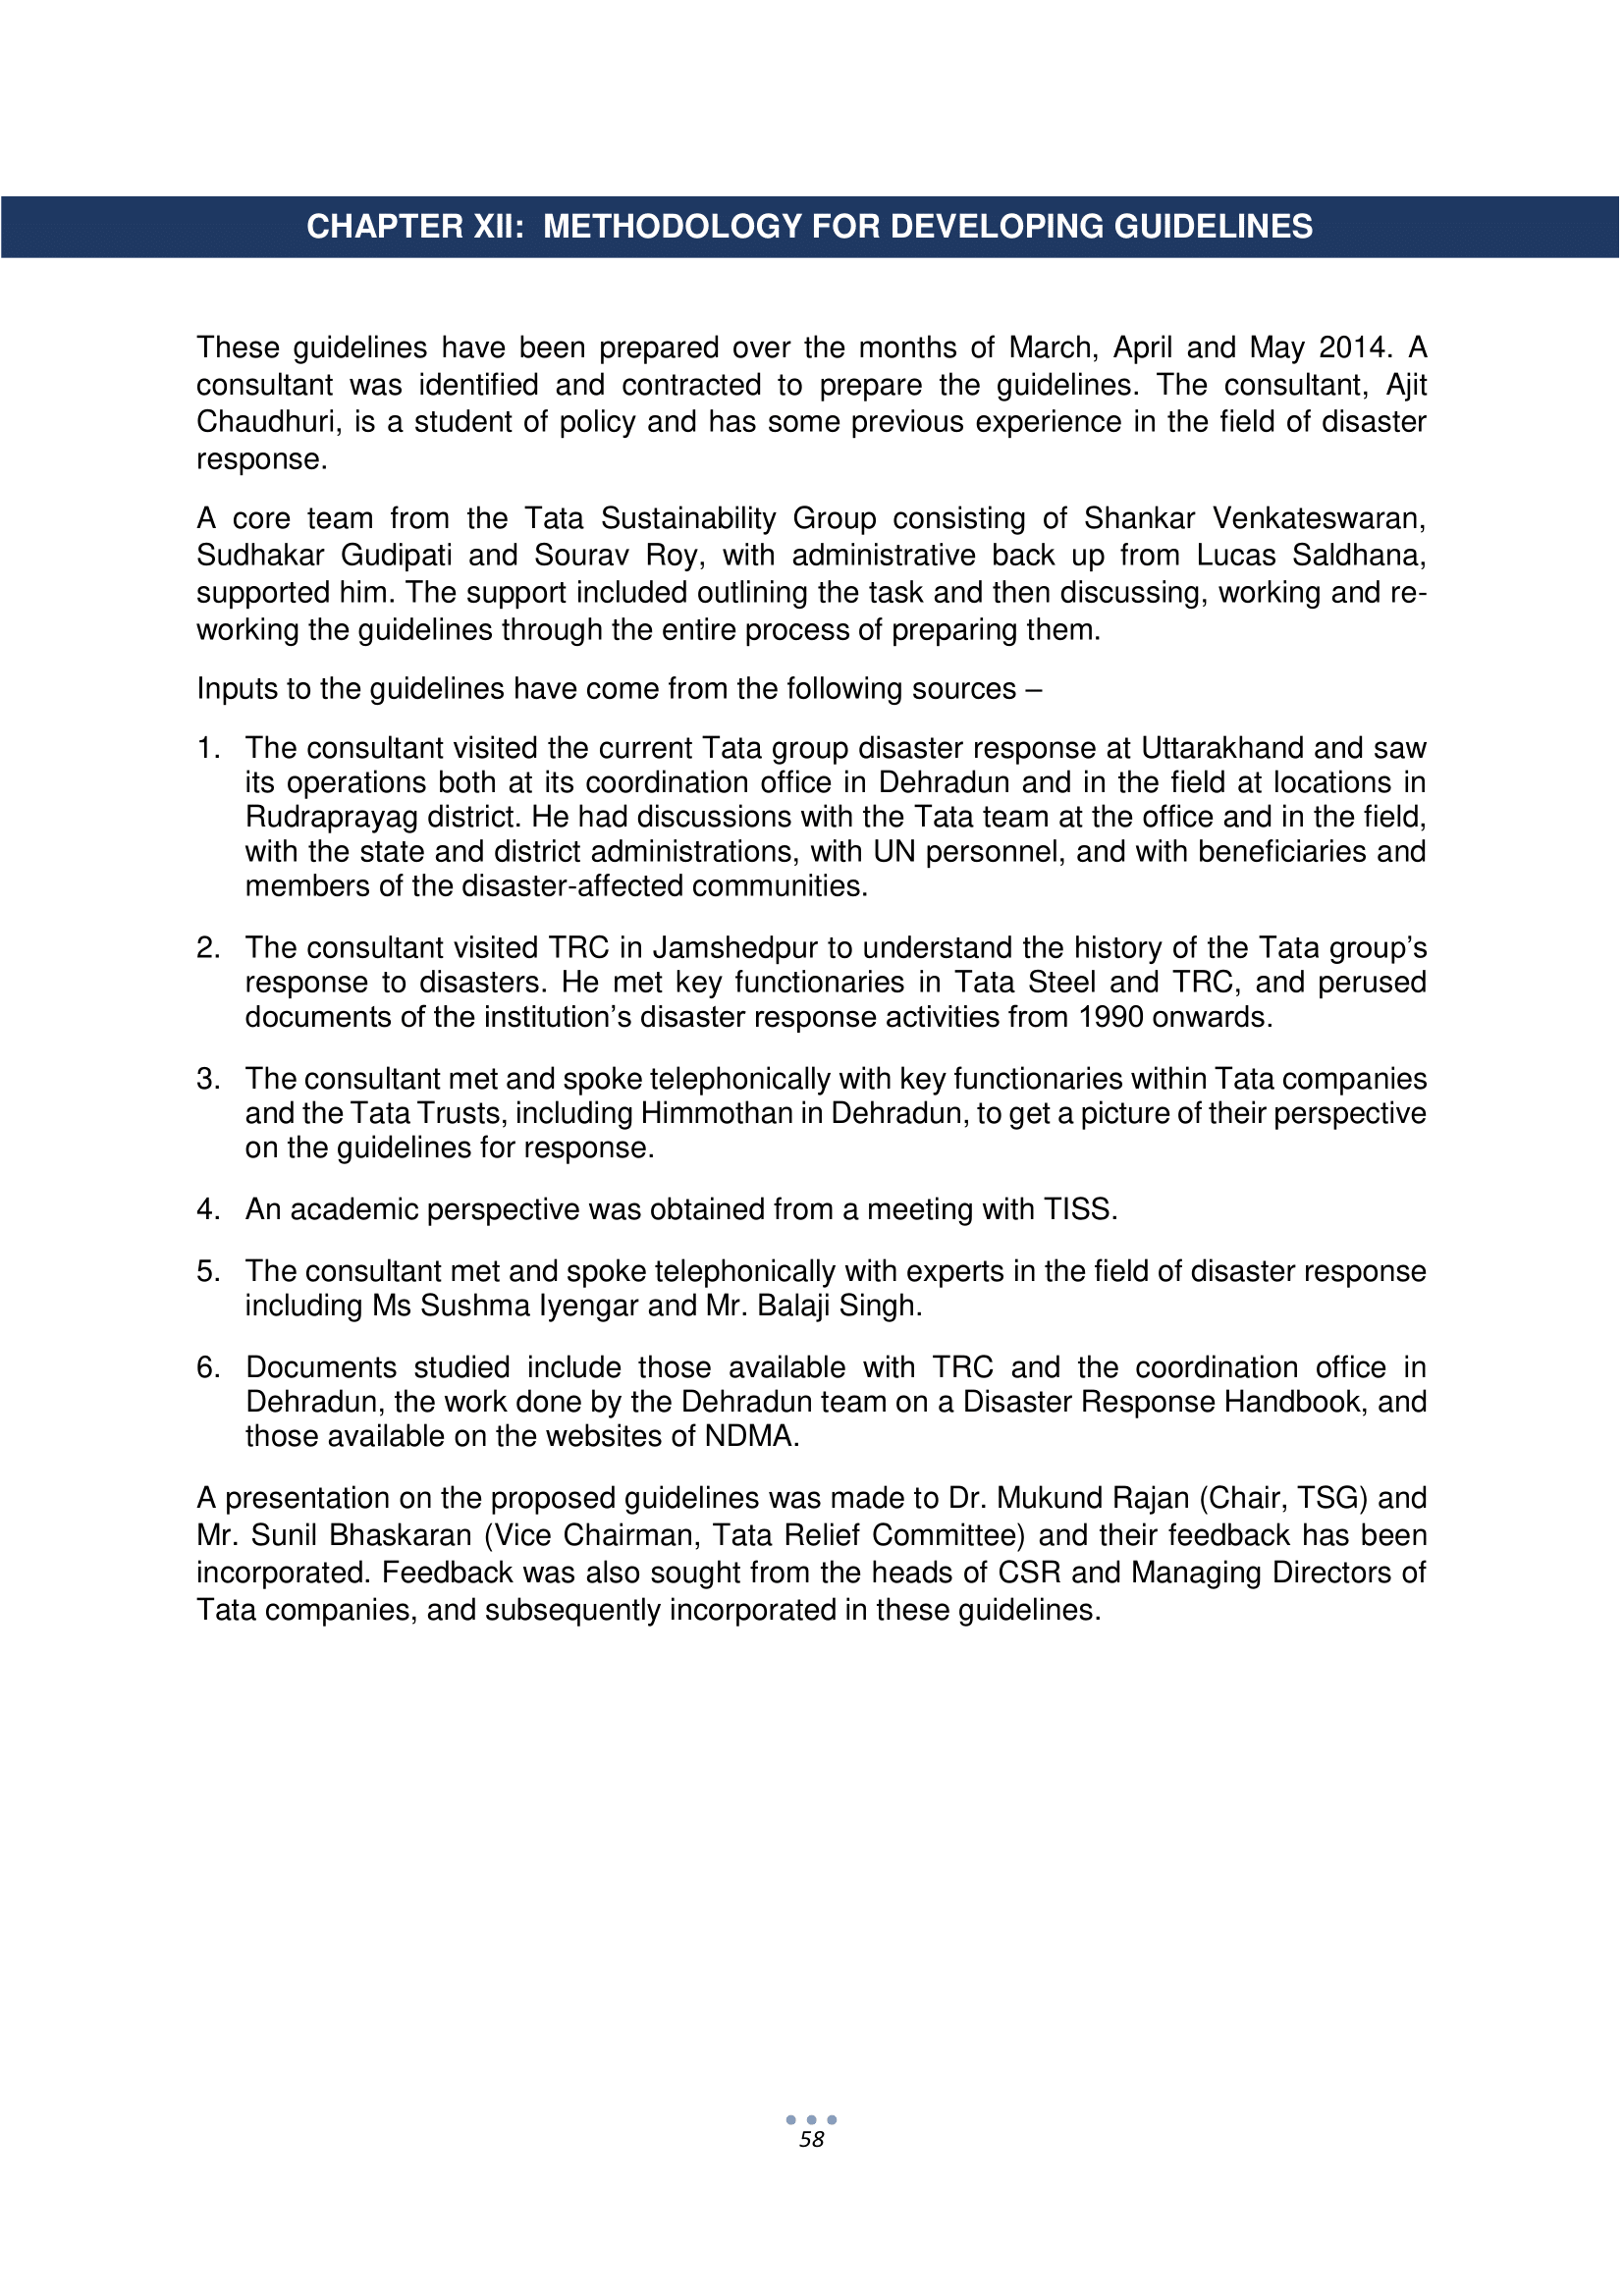 CHAPTER XII: METHODOLOGY FOR DEVELOPING GUIDELINES
These guidelines have been prepared over the months of March, April and May 2014. A
consultant was identified and contracted to prepare the guidelines. The consultant, Ajit
Chaudhuri, is a student of policy and has some previous experience in the field of disaster
response.
A core team from the Tata Sustainability Group consisting of Shankar Venkateswaran,
Sudhakar Gudipati and Sourav Roy, with administrative back up from Lucas Saldhana,
supported him. The support included outlining the task and then discussing, working and re-
working the guidelines through the entire process of preparing them.
Inputs to the guidelines have come from the following sources –
1. The consultant visited the current Tata group disaster response at Uttarakhand and saw
its operations both at its coordination office in Dehradun and in the field at locations in
Rudraprayag district. He had discussions with the Tata team at the office and in the field,
with the state and district administrations, with UN personnel, and with beneficiaries and
members of the disaster-affected communities.
2. The consultant visited TRC in Jamshedpur to understand the history of the Tata group’s
response to disasters. He met key functionaries in Tata Steel and TRC, and perused
documents of the institution’s disaster response activities from 1990 onwards.
3. The consultant met and spoke telephonically with key functionaries within Tata companies
and the Tata Trusts, including Himmothan in Dehradun, to get a picture of their perspective
on the guidelines for response.
4. An academic perspective was obtained from a meeting with TISS.
5. The consultant met and spoke telephonically with experts in the field of disaster response
including Ms Sushma Iyengar and Mr. Balaji Singh.
6. Documents studied include those available with TRC and the coordination office in
Dehradun, the work done by the Dehradun team on a Disaster Response Handbook, and
those available on the websites of NDMA.
A presentation on the proposed guidelines was made to Dr. Mukund Rajan (Chair, TSG) and
Mr. Sunil Bhaskaran (Vice Chairman, Tata Relief Committee) and their feedback has been
incorporated. Feedback was also sought from the heads of CSR and Managing Directors of
Tata companies, and subsequently incorporated in these guidelines.
58